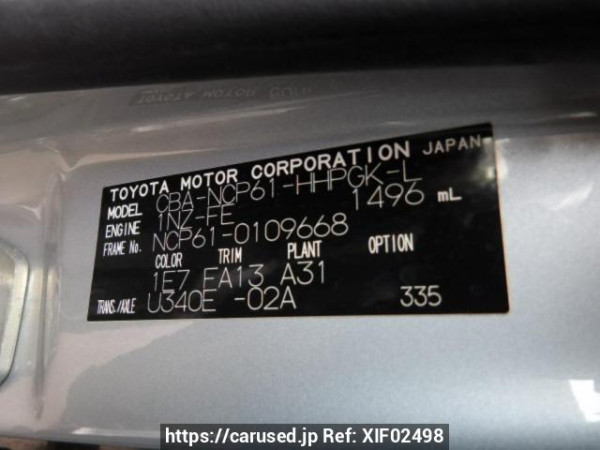 TOYOTA MOTOR CORPORATION JAPAN
MODEL CBA-NCP61-HHPGK-L
ENGINE 1NZ-FE 1496 mL
FRAME No. NCP61-0109668
COLOR TRIM PLANT OPTION
1E7 EA13 A31
TRANS./AXLE U340E -02A 335
https://carused.jp Ref: XIF02498